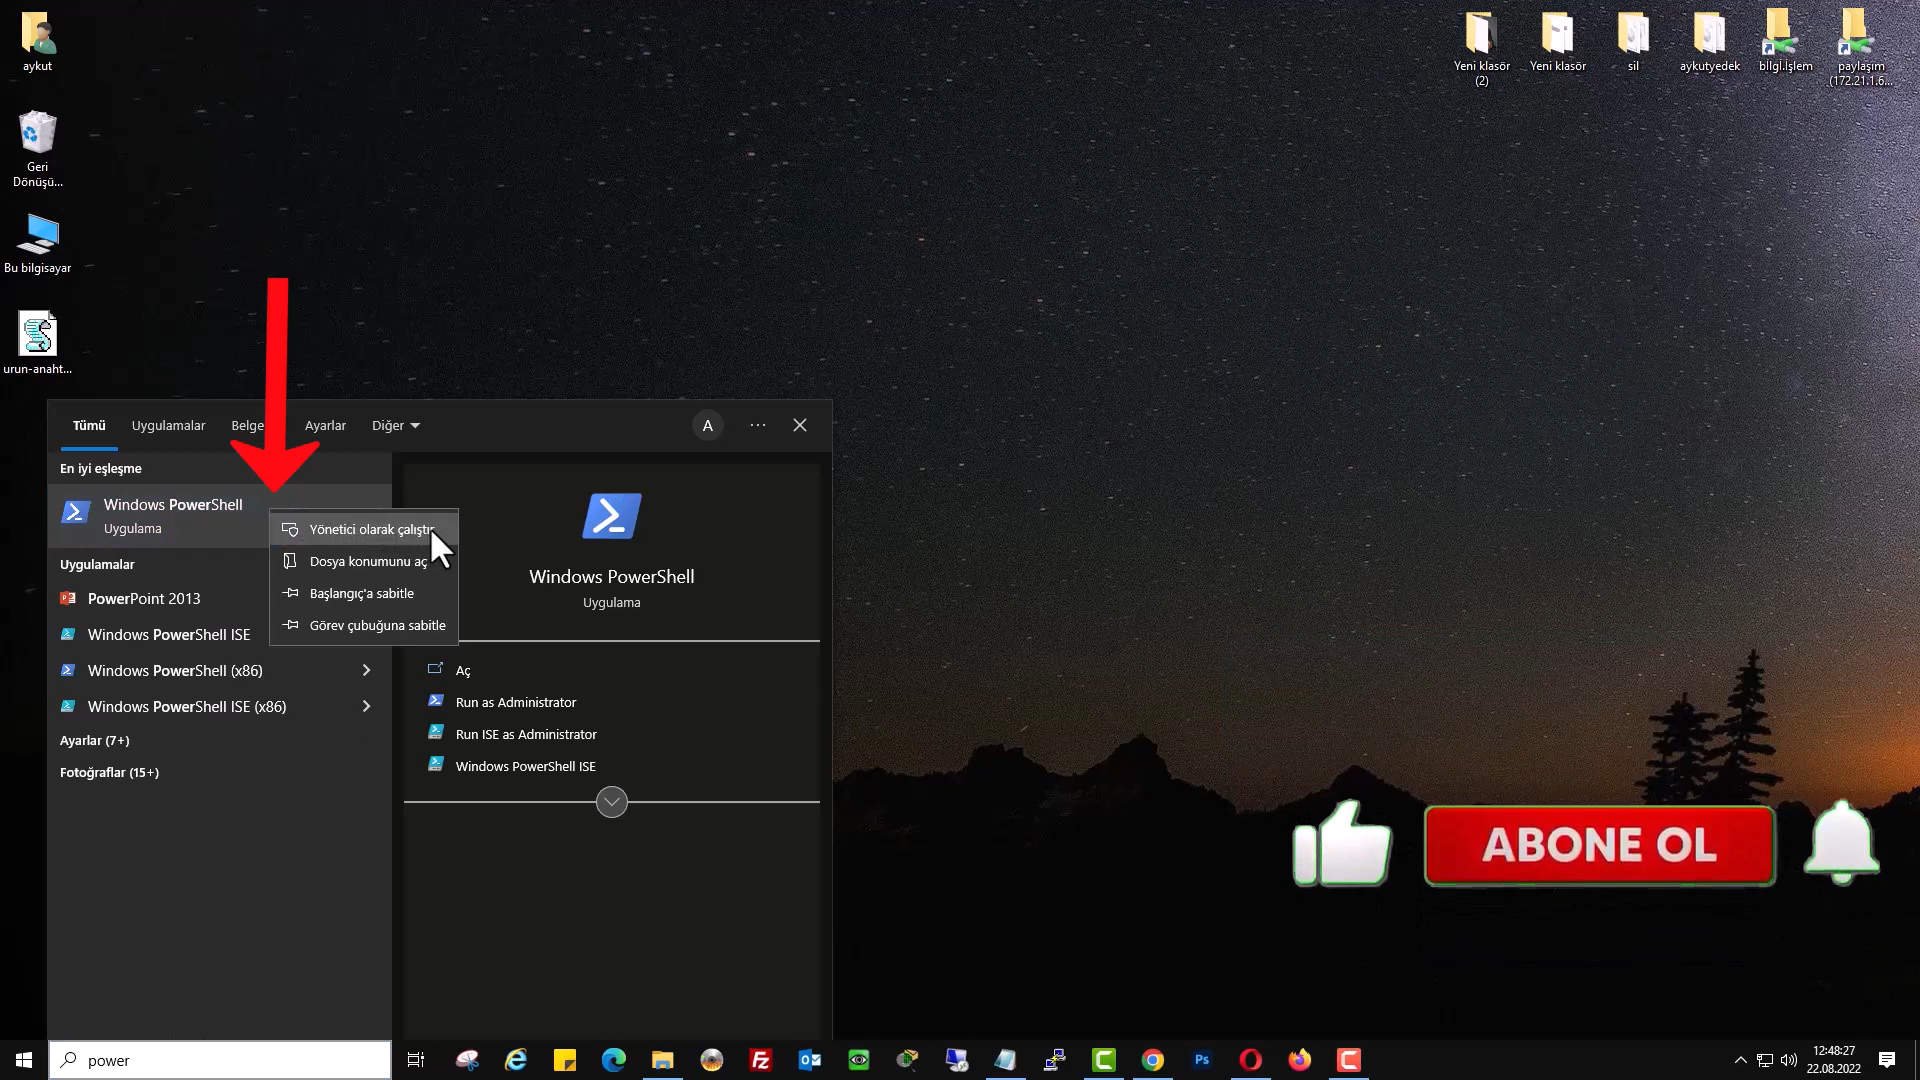 aykut
Geri
Dönüşü...
Bu bilgisayar
urun-anaht...
Yeni klasör
(2)
Yeni klasör
sil
aykutyedek
bilgi.işlem
paylaşım
(172.21.1.6...
Tümü Uygulamalar Belge Ayarlar Diğer
A
En iyi eşleşme
Windows PowerShell
Uygulama
Yönetici olarak çalıştır
Dosya konumunu aç
Başlangıç'a sabitle
Görev çubuğuna sabitle
Uygulamalar
PowerPoint 2013
Windows PowerShell ISE
Windows PowerShell (x86)
Windows PowerShell ISE (x86)
Ayarlar (7+)
Fotoğraflar (15+)
Windows PowerShell
Uygulama
Aç
Run as Administrator
Run ISE as Administrator
Windows PowerShell ISE
ABONE OL
power
Ps
12:48:27
22.08.2022